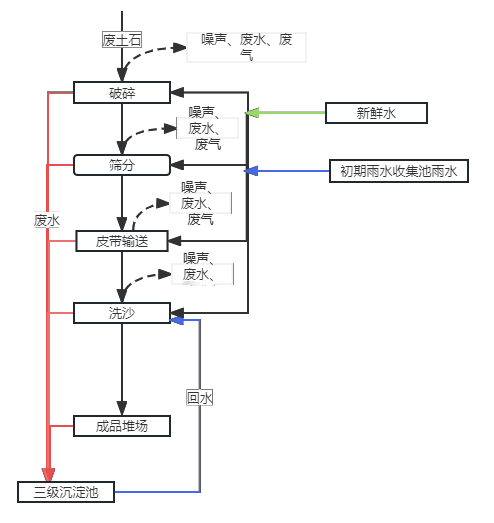 废土石
噪声、废水、废
气
破碎
噪声、
废水、
废气
新鲜水
筛分
初期雨水收集池雨水
噪声、
废水、
废气
废水
皮带输送
噪声、
废水、
洗沙
回水
成品堆场
三级沉淀池